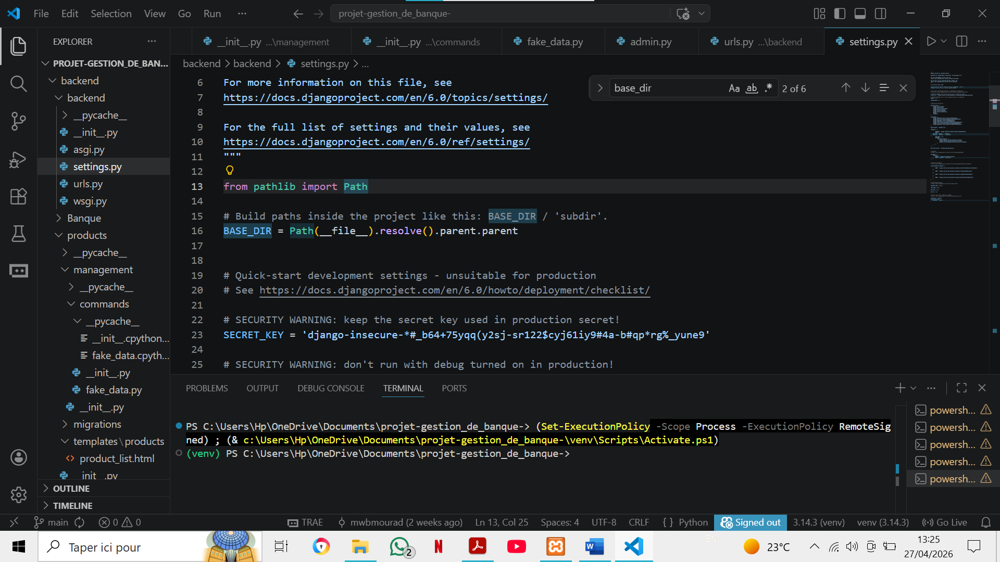 File Edit Selection View Go Run ...
projet-gestion_de_banque-
EXPLORER
__init__.py ...\management
__init__.py ...\commands
fake_data.py
admin.py
urls.py ...\backend
settings.py
PROJET-GESTION_DE_BAN...
backend
backend
__pycache__
__init__.py
asgi.py
settings.py
urls.py
wsgi.py
Banque
products
__pycache__
management
__pycache__
commands
__pycache__
__init__.cpython...
fake_data.cpyth...
__init__.py
fake_data.py
__init__.py
migrations
templates\products
product_list.html
__init__.py
OUTLINE
TIMELINE
backend > backend > settings.py > ...
base_dir
Aa ab .* 2 of 6
6 For more information on this file, see
7 https://docs.djangoproject.com/en/6.0/topics/settings/
8
9 For the full list of settings and their values, see
10 https://docs.djangoproject.com/en/6.0/ref/settings/
11 """
12
13 from pathlib import Path
14
15 # Build paths inside the project like this: BASE_DIR / 'subdir'.
16 BASE_DIR = Path(__file__).resolve().parent.parent
17
18
19 # Quick-start development settings - unsuitable for production
20 # See https://docs.djangoproject.com/en/6.0/howto/deployment/checklist/
21
22 # SECURITY WARNING: keep the secret key used in production secret!
23 SECRET_KEY = 'django-insecure-*#_b64+75yqq(y2sj-sr122$cyj61iy9#4a-b#qp*rg%_yune9'
24
25 # SECURITY WARNING: don't run with debug turned on in production!
PROBLEMS OUTPUT DEBUG CONSOLE TERMINAL PORTS
PS C:\Users\Hp\OneDrive\Documents\projet-gestion_de_banque-> (Set-ExecutionPolicy -Scope Process -ExecutionPolicy RemoteSig
ned) ; (& c:\Users\Hp\OneDrive\Documents\projet-gestion_de_banque-\venv\Scripts\Activate.ps1)
(venv) PS C:\Users\Hp\OneDrive\Documents\projet-gestion_de_banque->
powersh...
powersh...
powersh...
powersh...
powersh...
main 0 0 TRAE mwbmourad (2 weeks ago) Ln 13, Col 25 Spaces: 4 UTF-8 CRLF { } Python Signed out 3.14.3 (venv) venv (3.14.3) Go Live
Taper ici pour
2
23°C
13:25
27/04/2026